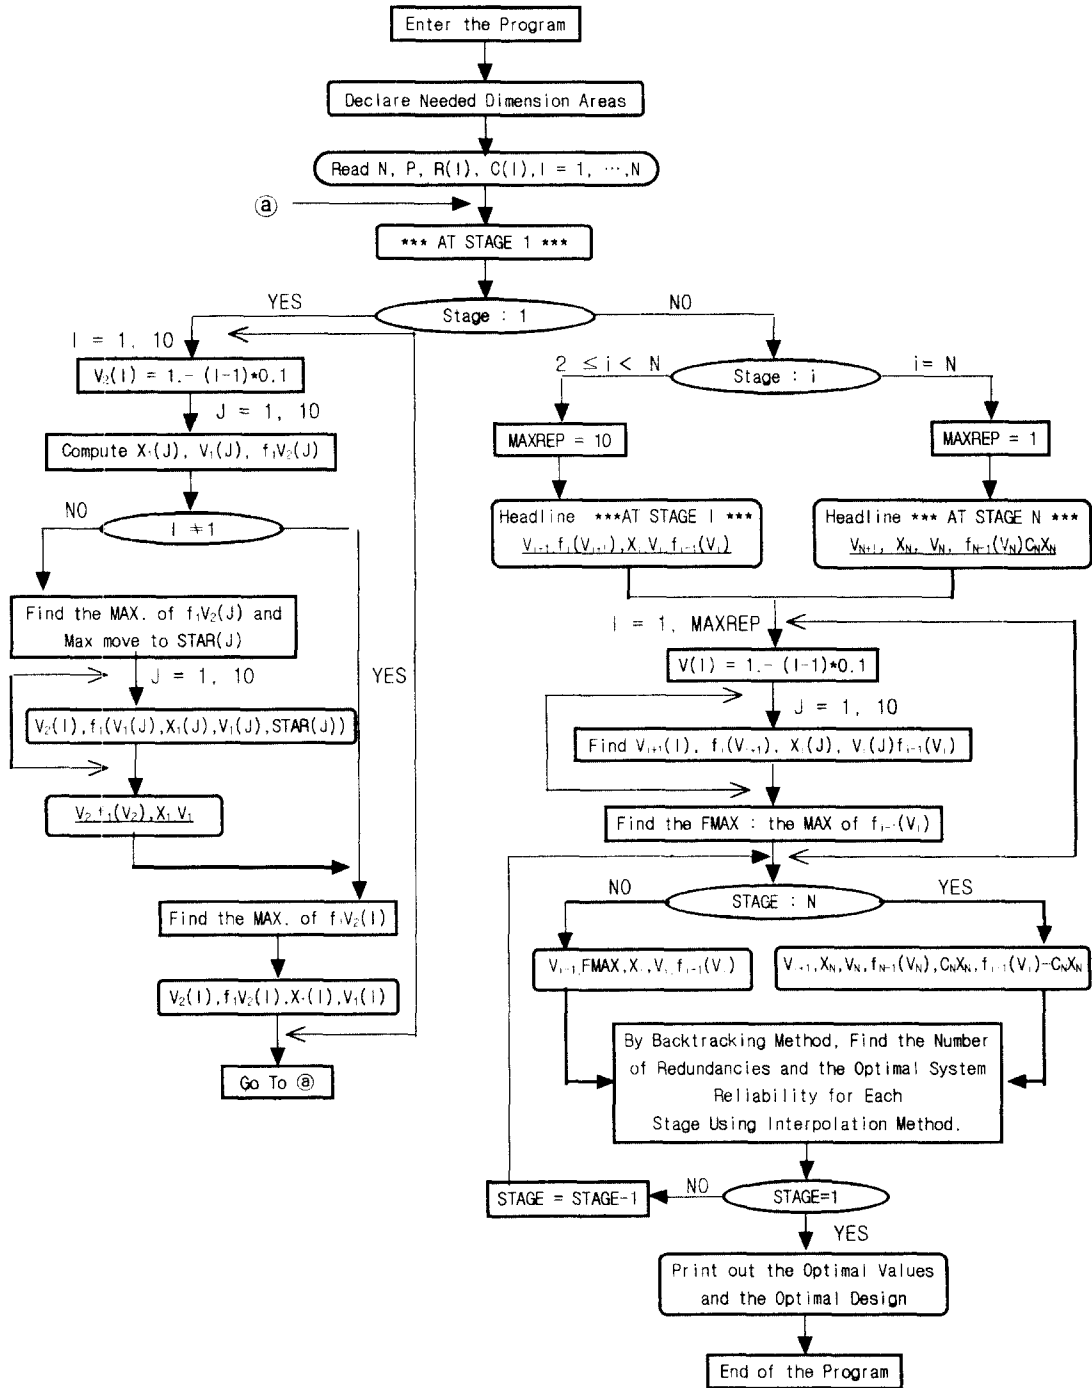 Enter the Program
Declare Needed Dimension Areas
Read N, P, R(I), C(I), I = 1, ⋯, N
ⓐ
*** AT STAGE 1 ***
YES
Stage : 1
NO
I = 1, 10
V₂(I) = 1.- (I-1)*0.1
J = 1, 10
Compute X₁(J), V₁(J), f₁V₂(J)
NO
I ≠ 1
YES
Find the MAX. of f₁V₂(J) and
Max move to STAR(J)
J = 1, 10
V₂(I), f₁(V₁(J), X₁(J), V₁(J), STAR(J))
V₂ f₁(V₂), X₁ V₁
Find the MAX. of f₁V₂(I)
V₂(I), f₁V₂(I), X₁(I), V₁(I)
Go To ⓐ
2 ≤ i < N
Stage : i
i= N
MAXREP = 10
MAXREP = 1
Headline ***AT STAGE I ***
Headline *** AT STAGE N ***
V_N+1, X_N, V_N, f_N-1(V_N)C_NX_N
I = 1, MAXREP
V(I) = 1.- (I-1)*0.1
J = 1, 10
Find
Find the FMAX : the MAX of
NO
STAGE : N
YES
By Backtracking Method, Find the Number
of Redundancies and the Optimal System
Reliability for Each
Stage Using Interpolation Method.
STAGE = STAGE-1
NO
STAGE=1
YES
Print out the Optimal Values
and the Optimal Design
End of the Program